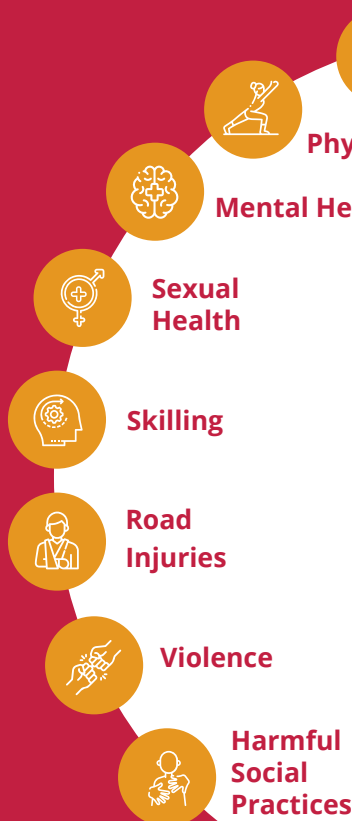 Phy
Mental He
Sexual
Health
Skilling
Road
Injuries
Violence
Harmful
Social
Practices